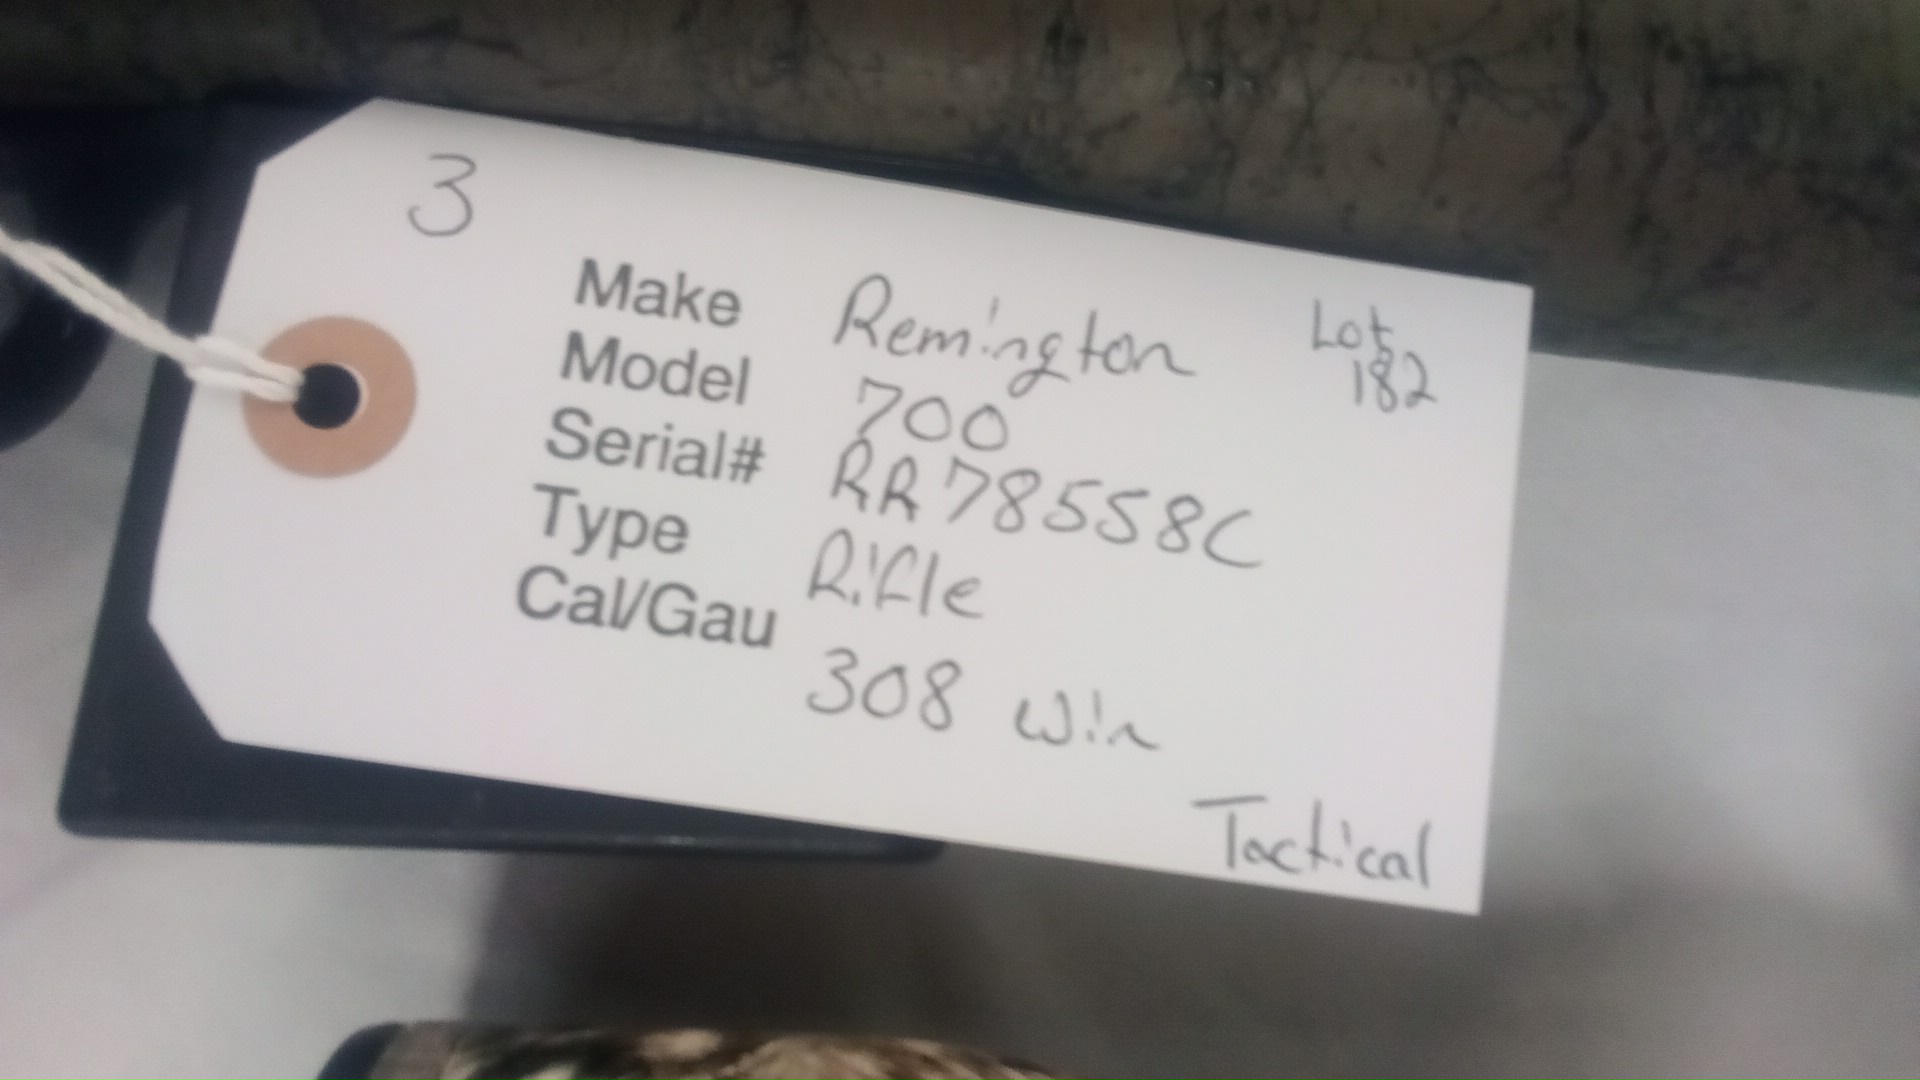 3
Make Remington Lot
Model 700 182
Serial# RR78558C
Type Rifle
Cal/Gau 308 Win
Tactical